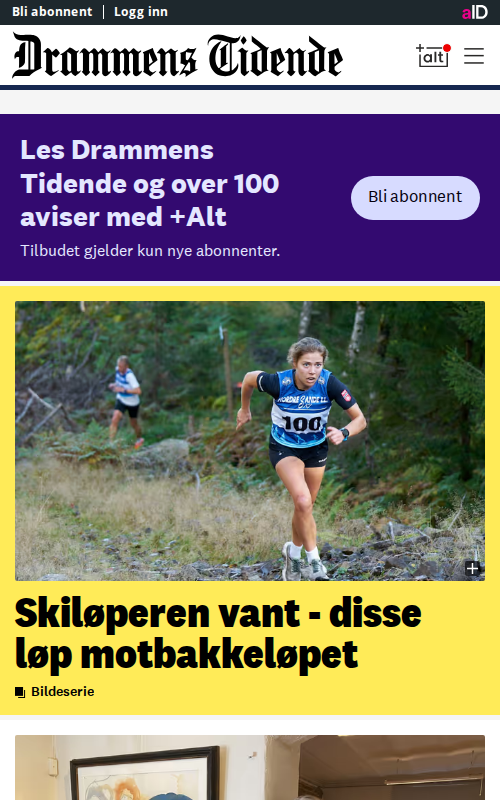 Bli abonnent | Logg inn
aID
Drammens Tidende
+alt
Les Drammens
Tidende og over 100
aviser med +Alt
Bli abonnent
Tilbudet gjelder kun nye abonnenter.
100
Skiløperen vant - disse
løp motbakkeløpet
Bildeserie